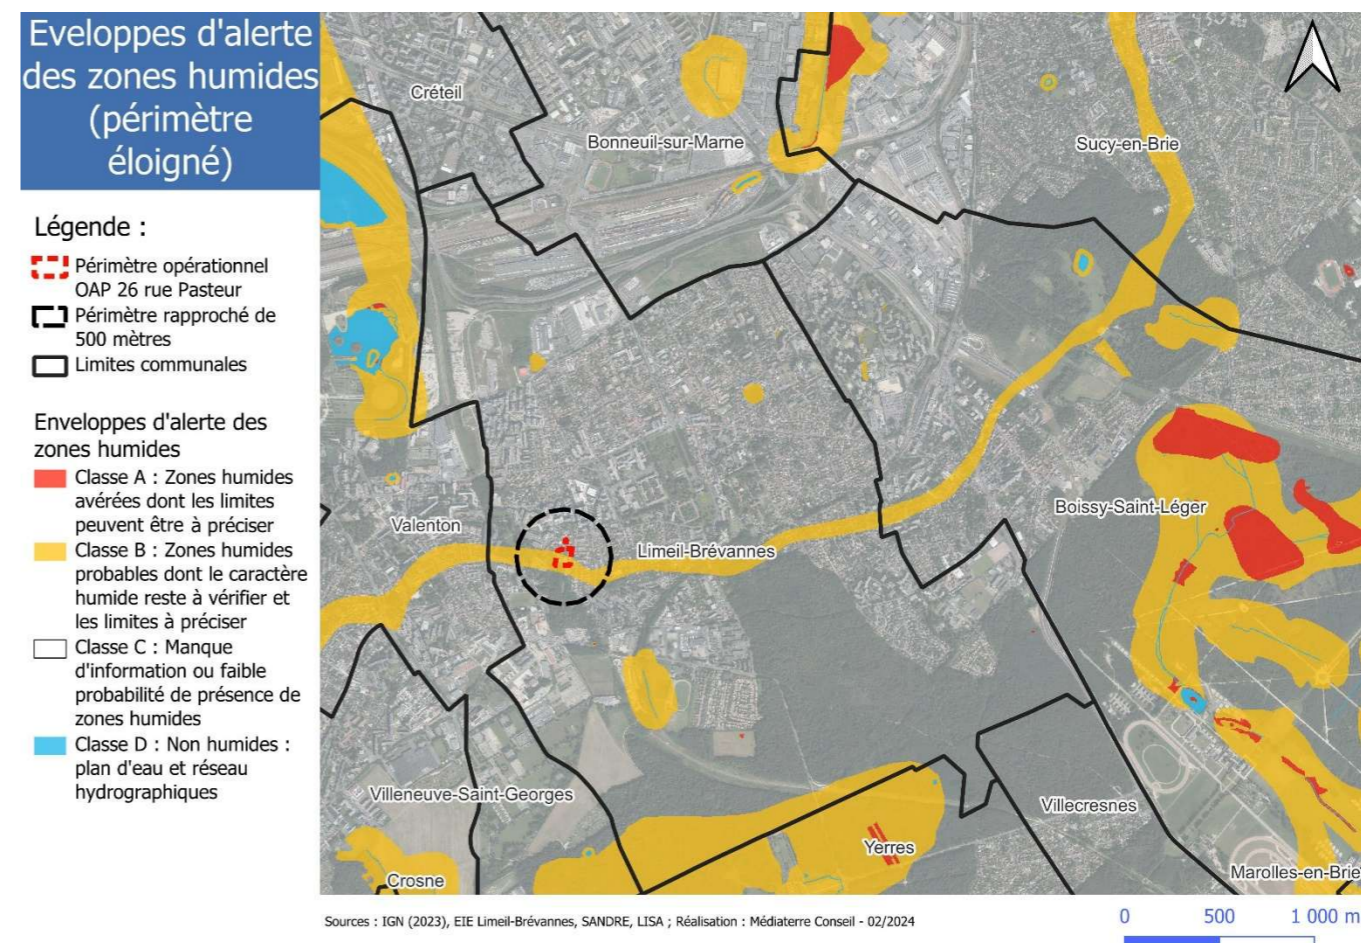 Eveloppes d'alerte
des zones humides
(périmètre
éloigné)
Légende :
Périmètre opérationnel
OAP 26 rue Pasteur
Périmètre rapproché de
500 mètres
Limites communales
Enveloppes d'alerte des
zones humides
Classe A : Zones humides
avérées dont les limites
peuvent être à préciser
Classe B : Zones humides
probables dont le caractère
humide reste à vérifier et
les limites à préciser
Classe C : Manque
d'information ou faible
probabilité de présence de
zones humides
Classe D : Non humides :
plan d'eau et réseau
hydrographiques
Créteil
Bonneuil-sur-Marne
Sucy-en-Brie
Valenton
Limeil-Brévannes
Boissy-Saint-Léger
Villeneuve-Saint-Georges
Villecresnes
Yerres
Crosne
Marolles-en-Brie
Sources : IGN (2023), EIE Limeil-Brévannes, SANDRE, LISA ; Réalisation : Médiaterre Conseil - 02/2024
0 500 1 000 m